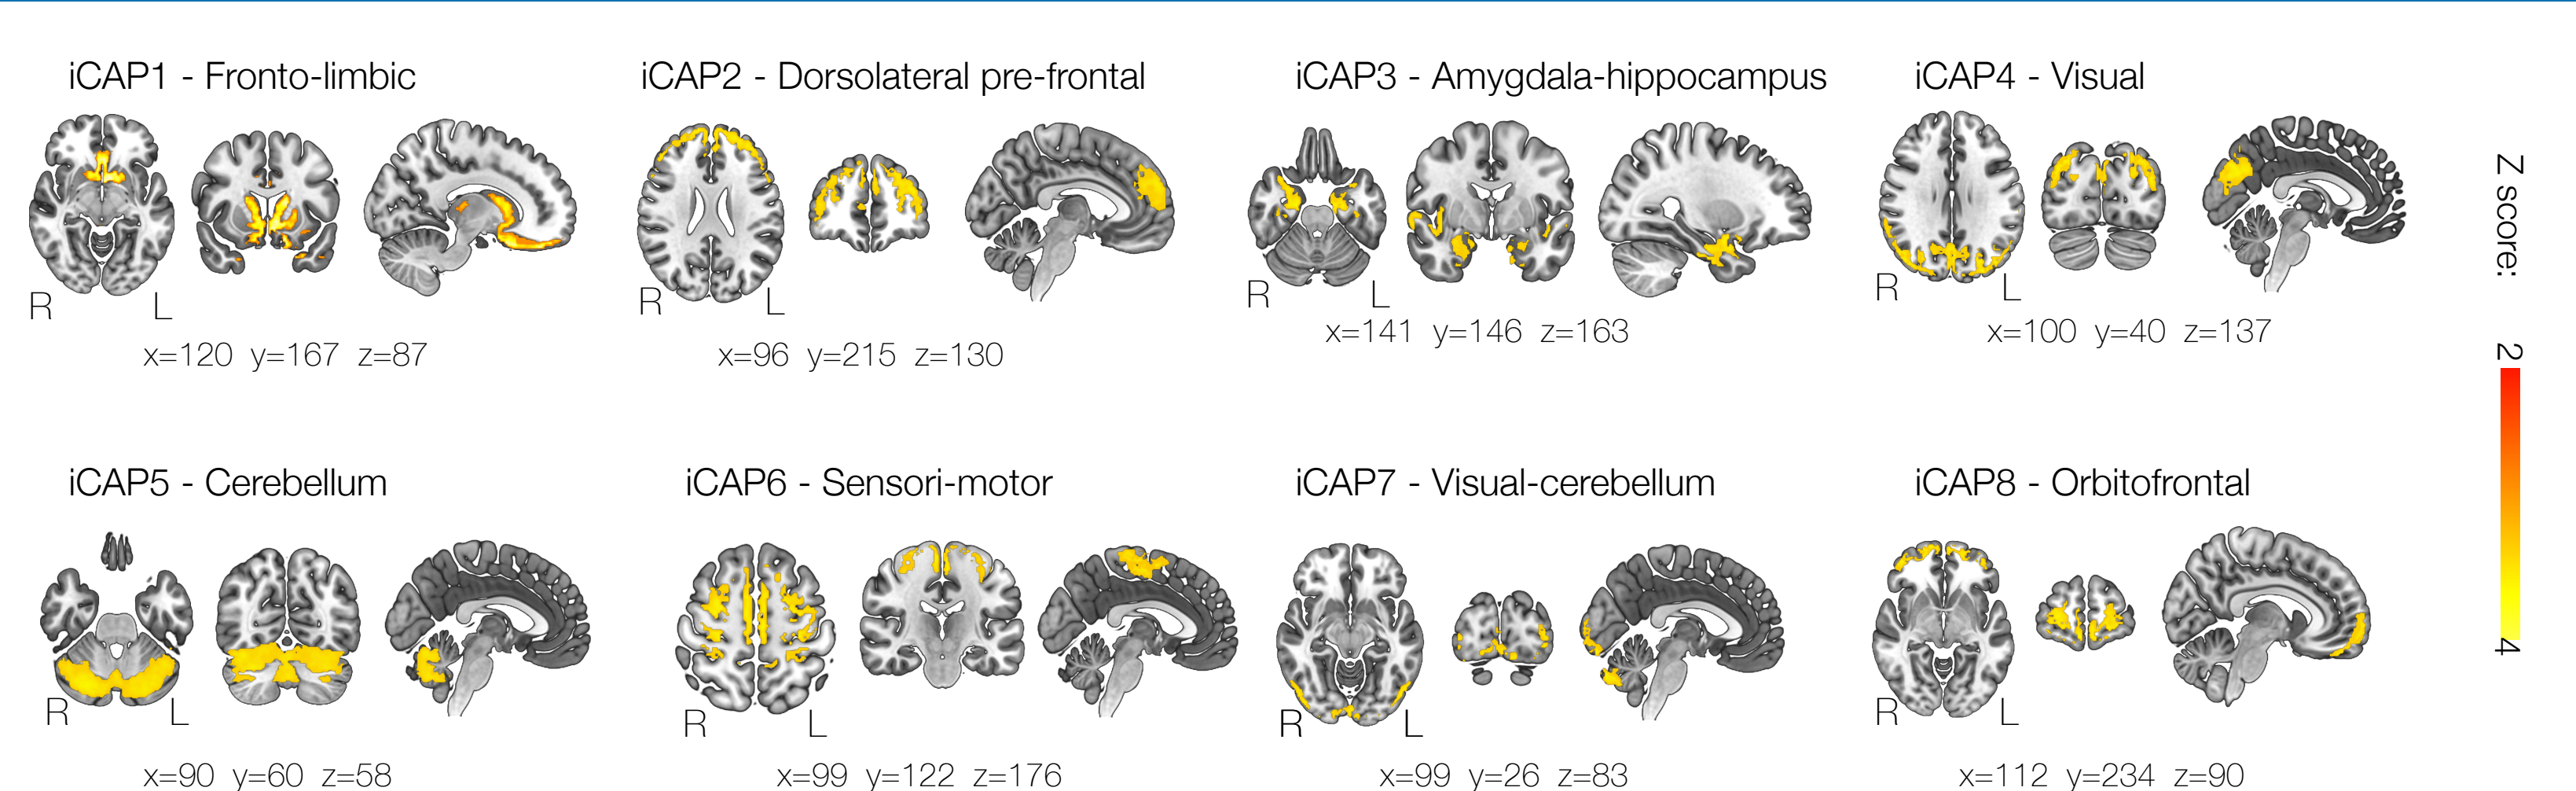 iCAP1 - Fronto-limbic
R L
x=120 y=167 z=87
iCAP2 - Dorsolateral pre-frontal
R L
x=96 y=215 z=130
iCAP3 - Amygdala-hippocampus
R L
x=141 y=146 z=163
iCAP4 - Visual
R L
x=100 y=40 z=137
iCAP5 - Cerebellum
R L
x=90 y=60 z=58
iCAP6 - Sensori-motor
R L
x=99 y=122 z=176
iCAP7 - Visual-cerebellum
R L
x=99 y=26 z=83
iCAP8 - Orbitofrontal
R L
x=112 y=234 z=90
Z score:
2
4